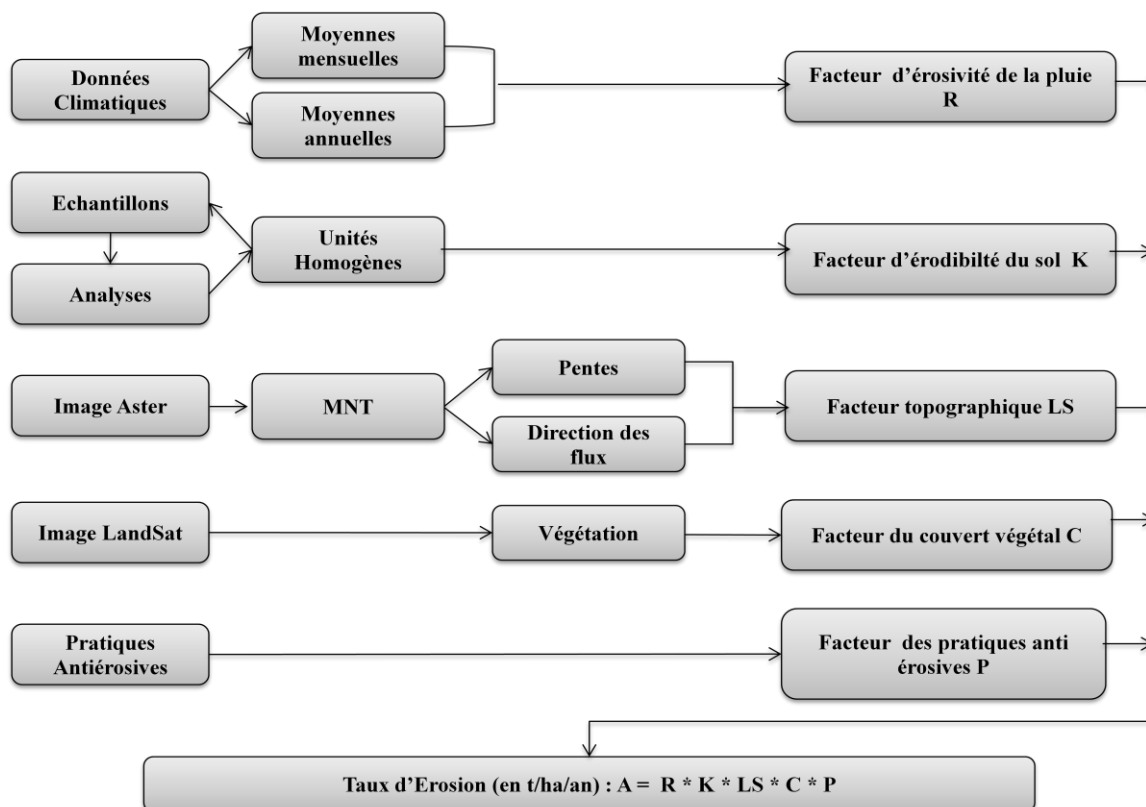 Données
Climatiques
Moyennes
mensuelles
Moyennes
annuelles
Facteur d'érosivité de la pluie
R
Echantillons
Analyses
Unités
Homogènes
Facteur d'érodibilté du sol K
Image Aster
MNT
Pentes
Direction des
flux
Facteur topographique LS
Image LandSat
Végétation
Facteur du couvert végétal C
Pratiques
Antiérosives
Facteur des pratiques anti
érosives P
Taux d'Erosion (en t/ha/an) : A = R * K * LS * C * P